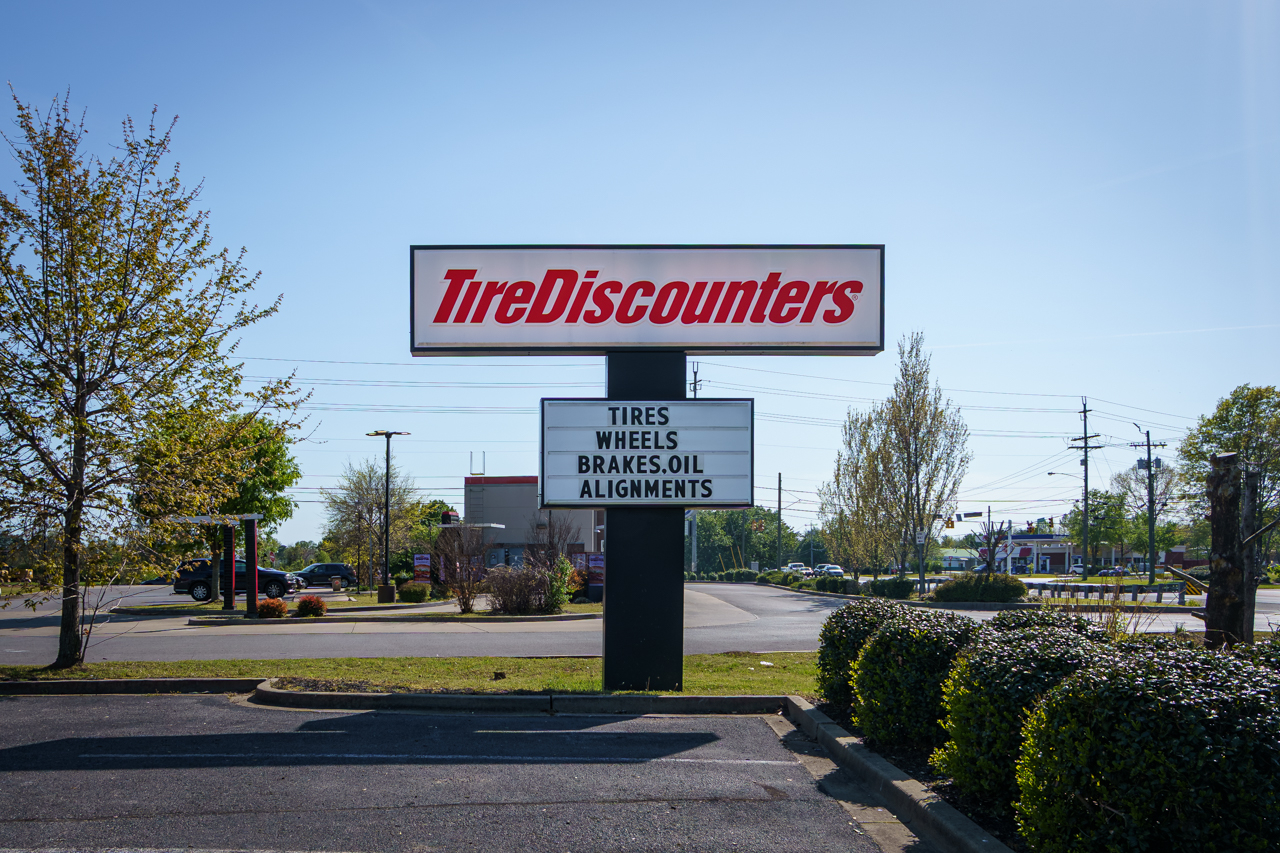 TireDiscounters®
TIRES
WHEELS
BRAKES.OIL
ALIGNMENTS